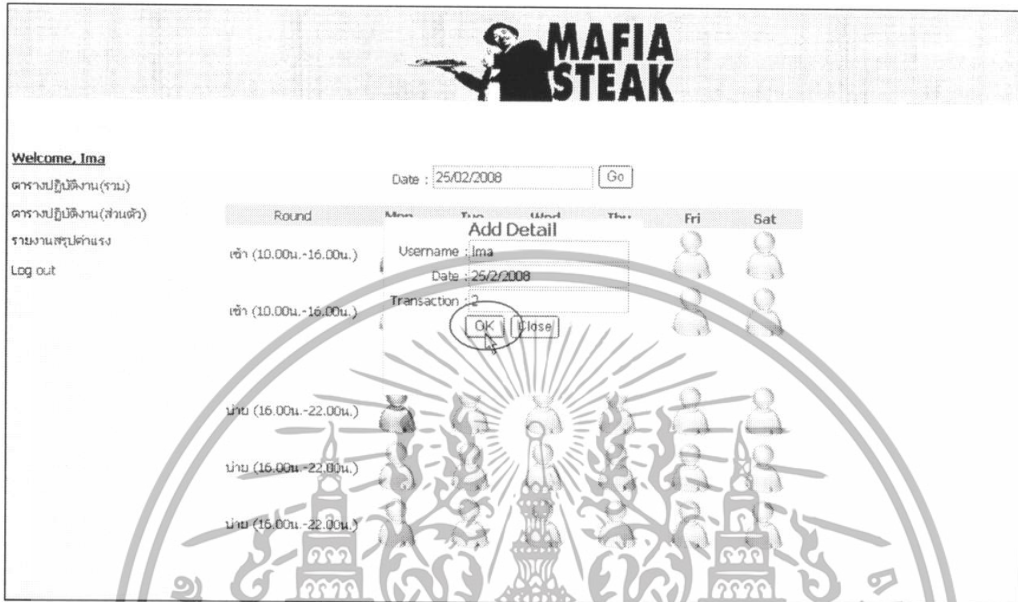 MAFIA
STEAK
Welcome, Ima
ตารางปฏิบัติงาน(รวม)
ตารางปฏิบัติงาน(ส่วนตัว)
รายงานสรุปค่าแรง
Log out
Date : 25/02/2008 Go
Round Mon Tue Wed Thu Fri Sat
Add Detail
Username : Ima
Date : 25/2/2008
Transaction : 2
OK Close
เช้า (10.00น.-16.00น.)
เช้า (10.00น.-16.00น.)
บ่าย (16.00น.-22.00น.)
บ่าย (16.00น.-22.00น.)
บ่าย (16.00น.-22.00น.)